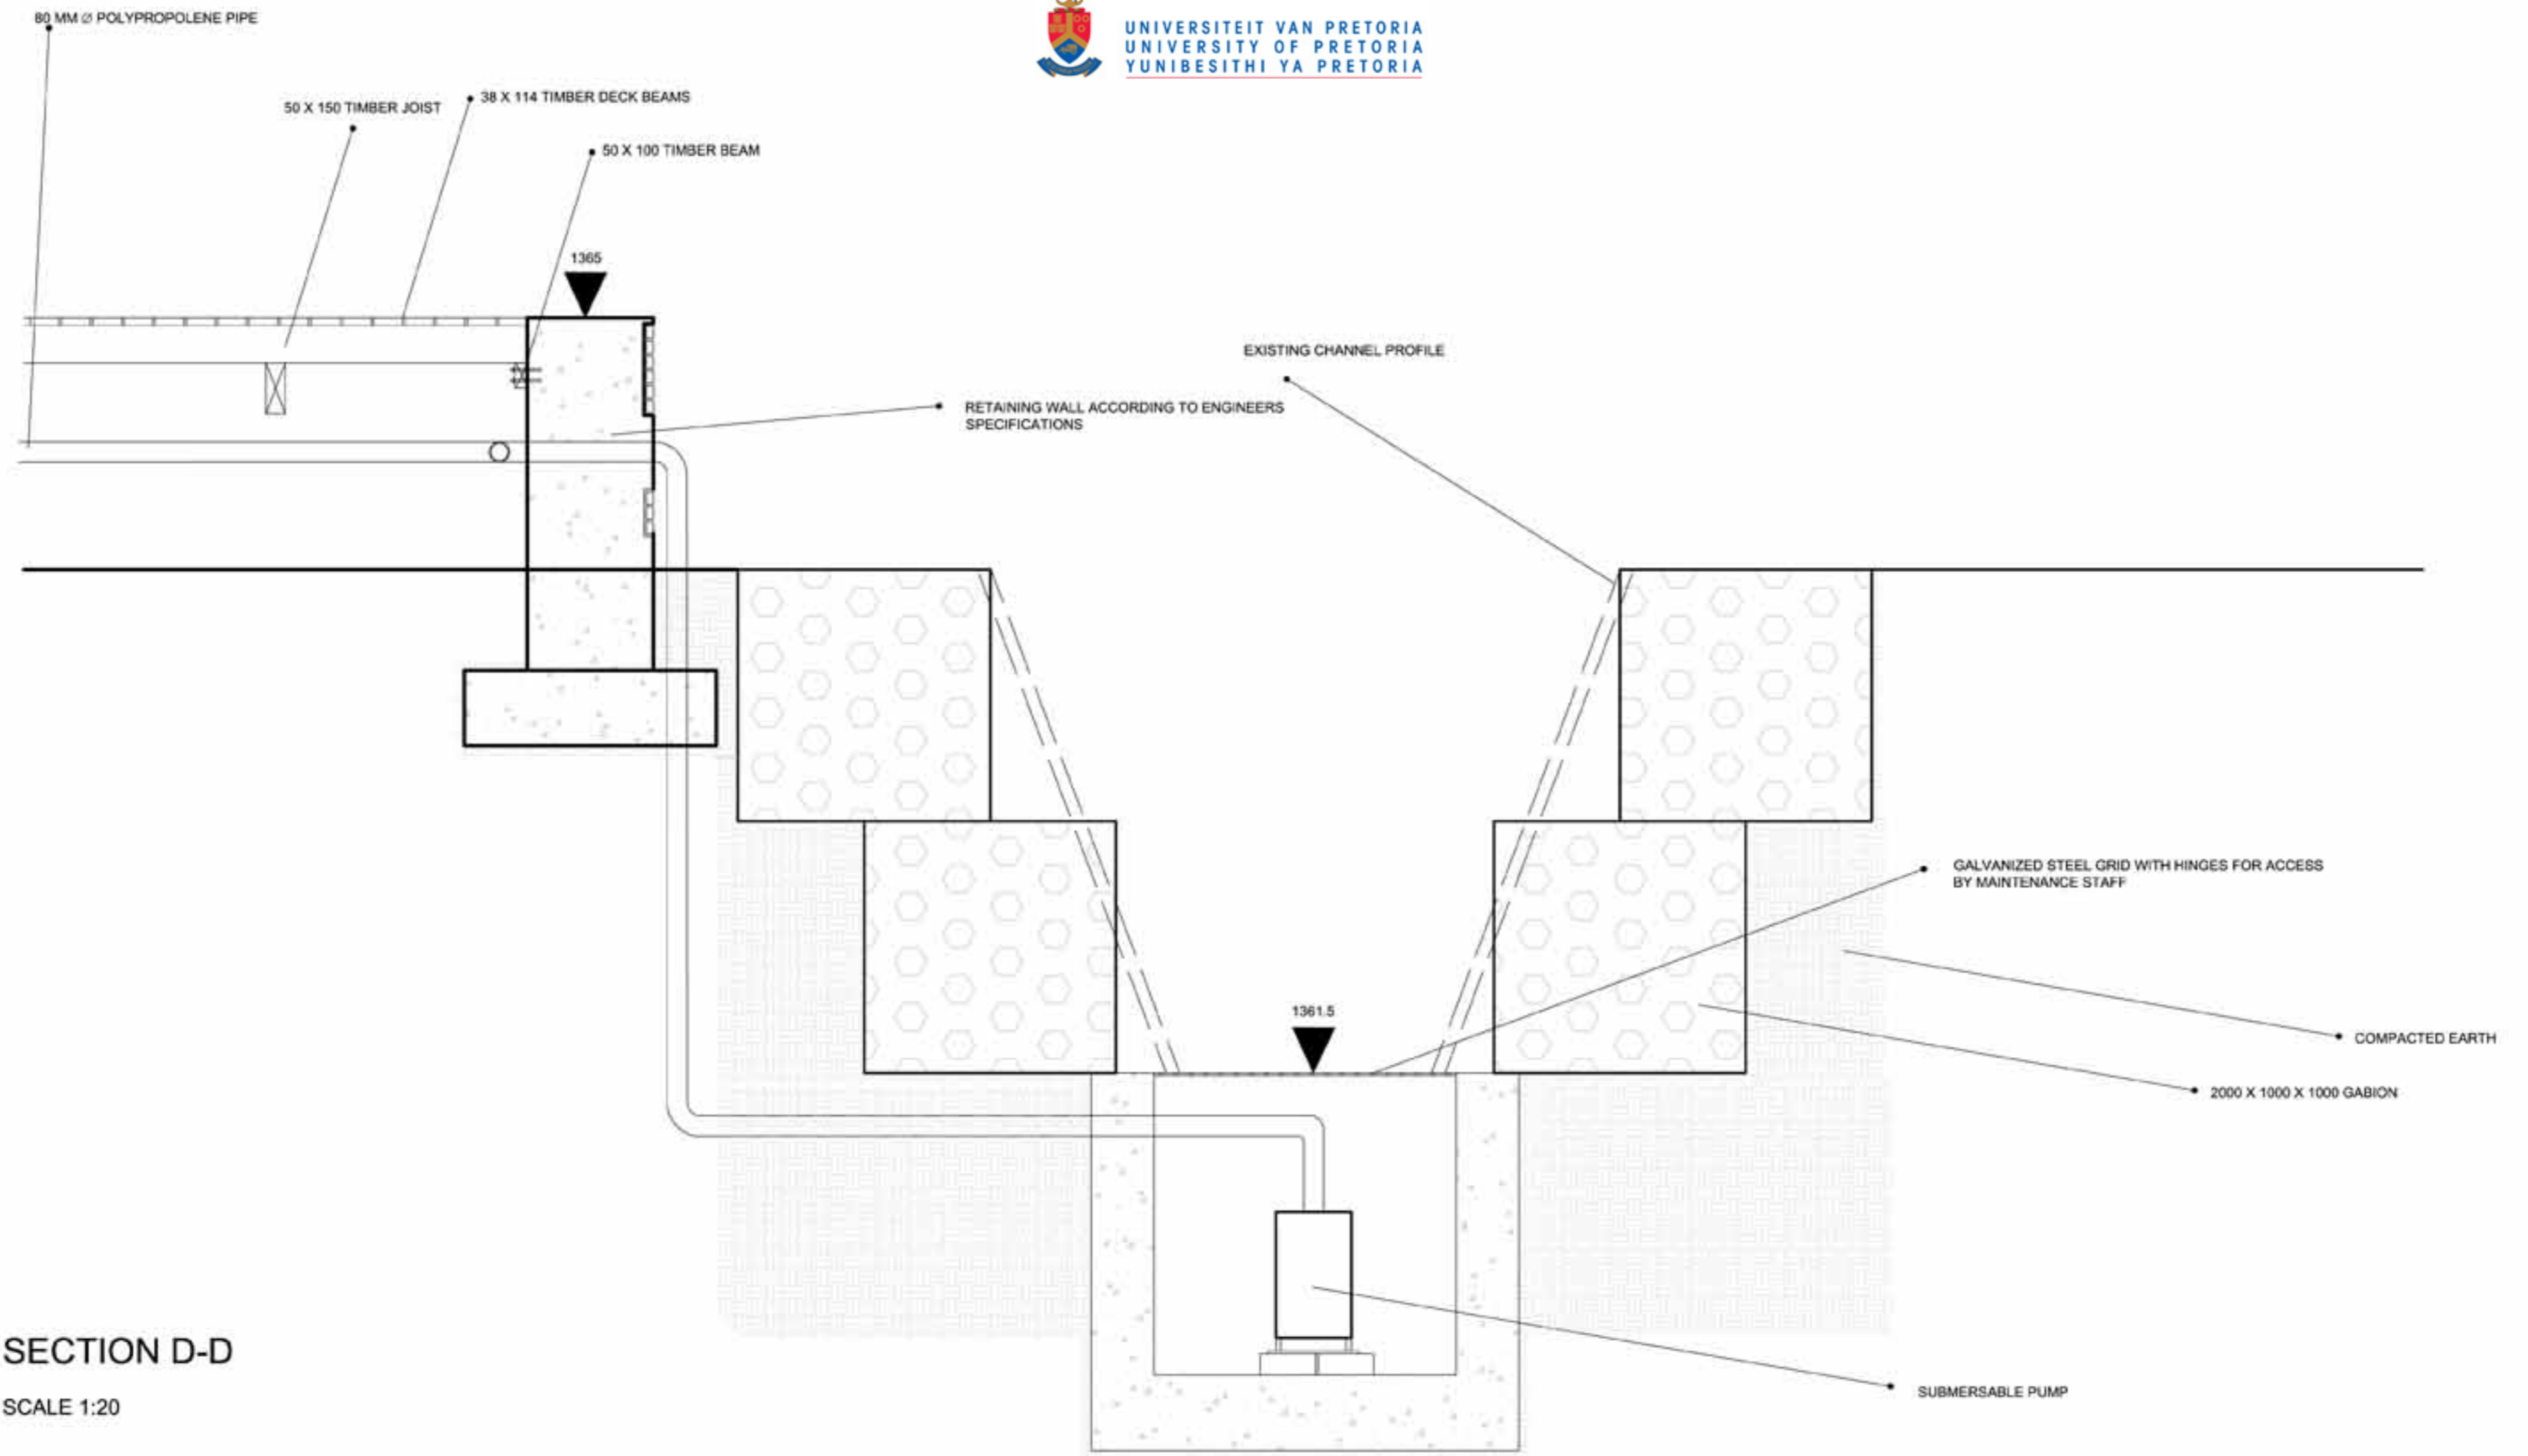 80 MM Ø POLYPROPOLENE PIPE
UNIVERSITEIT VAN PRETORIA
UNIVERSITY OF PRETORIA
YUNIBESITHI YA PRETORIA
50 X 150 TIMBER JOIST
38 X 114 TIMBER DECK BEAMS
50 X 100 TIMBER BEAM
1365
EXISTING CHANNEL PROFILE
RETAINING WALL ACCORDING TO ENGINEERS
SPECIFICATIONS
GALVANIZED STEEL GRID WITH HINGES FOR ACCESS
BY MAINTENANCE STAFF
1361.5
COMPACTED EARTH
2000 X 1000 X 1000 GABION
SUBMERSABLE PUMP
SECTION D-D
SCALE 1:20